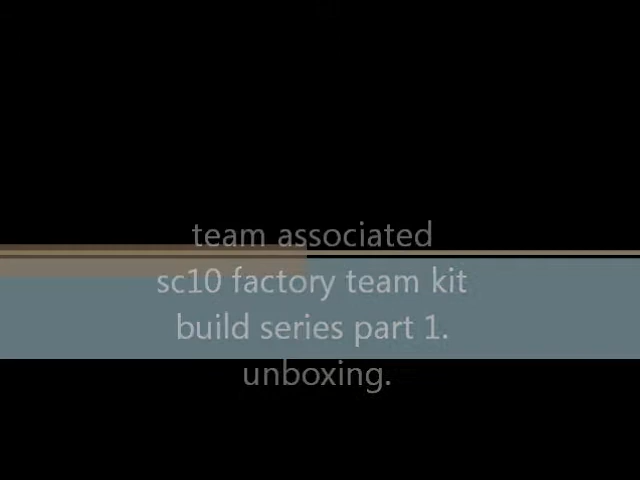 team associated
sc10 factory team kit
build series part 1.
unboxing.